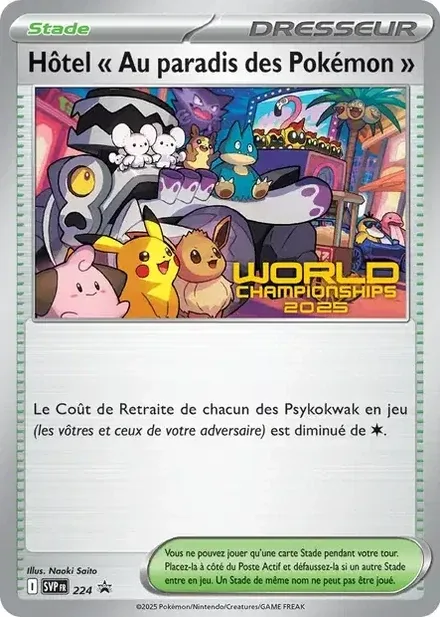 Stade
DRESSEUR
Hôtel « Au paradis des Pokémon »
WORLD
CHAMPIONSHIPS
2025
Le Coût de Retraite de chacun des Psykokwak en jeu
(les vôtres et ceux de votre adversaire) est diminué de
Illus. Naoki Saito
Vous ne pouvez jouer qu'une carte Stade pendant votre tour.
Placez-la à côté du Poste Actif et défaussez-la si un autre Stade
entre en jeu. Un Stade de même nom ne peut pas être joué.
I SVP FR 224
©2025 Pokémon/Nintendo/Creatures/GAME FREAK